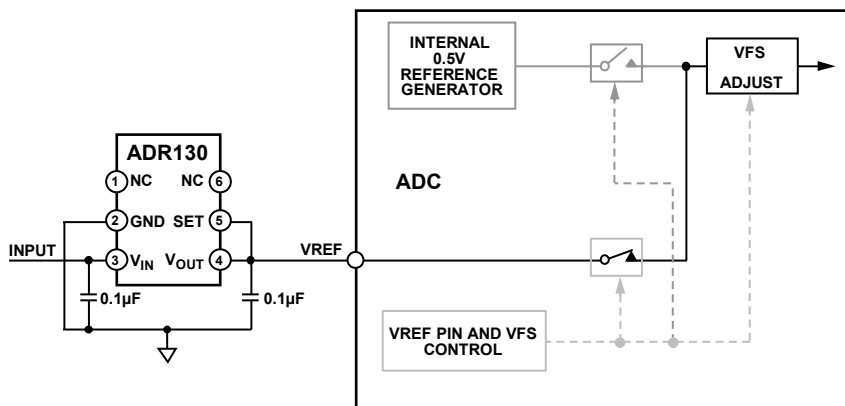 INTERNAL
0.5V
REFERENCE
GENERATOR
VFS
ADJUST
ADR130
1 NC
NC 6
ADC
2 GND
SET 5
INPUT
VREF
3 VIN
VOUT 4
0.1µF
0.1µF
VREF PIN AND VFS
CONTROL